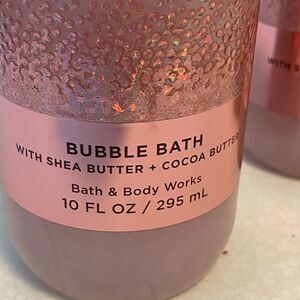 BUBBLE BATH
WITH SHEA BUTTER + COCOA BUTTER
Bath & Body Works
10 FL OZ / 295 mL